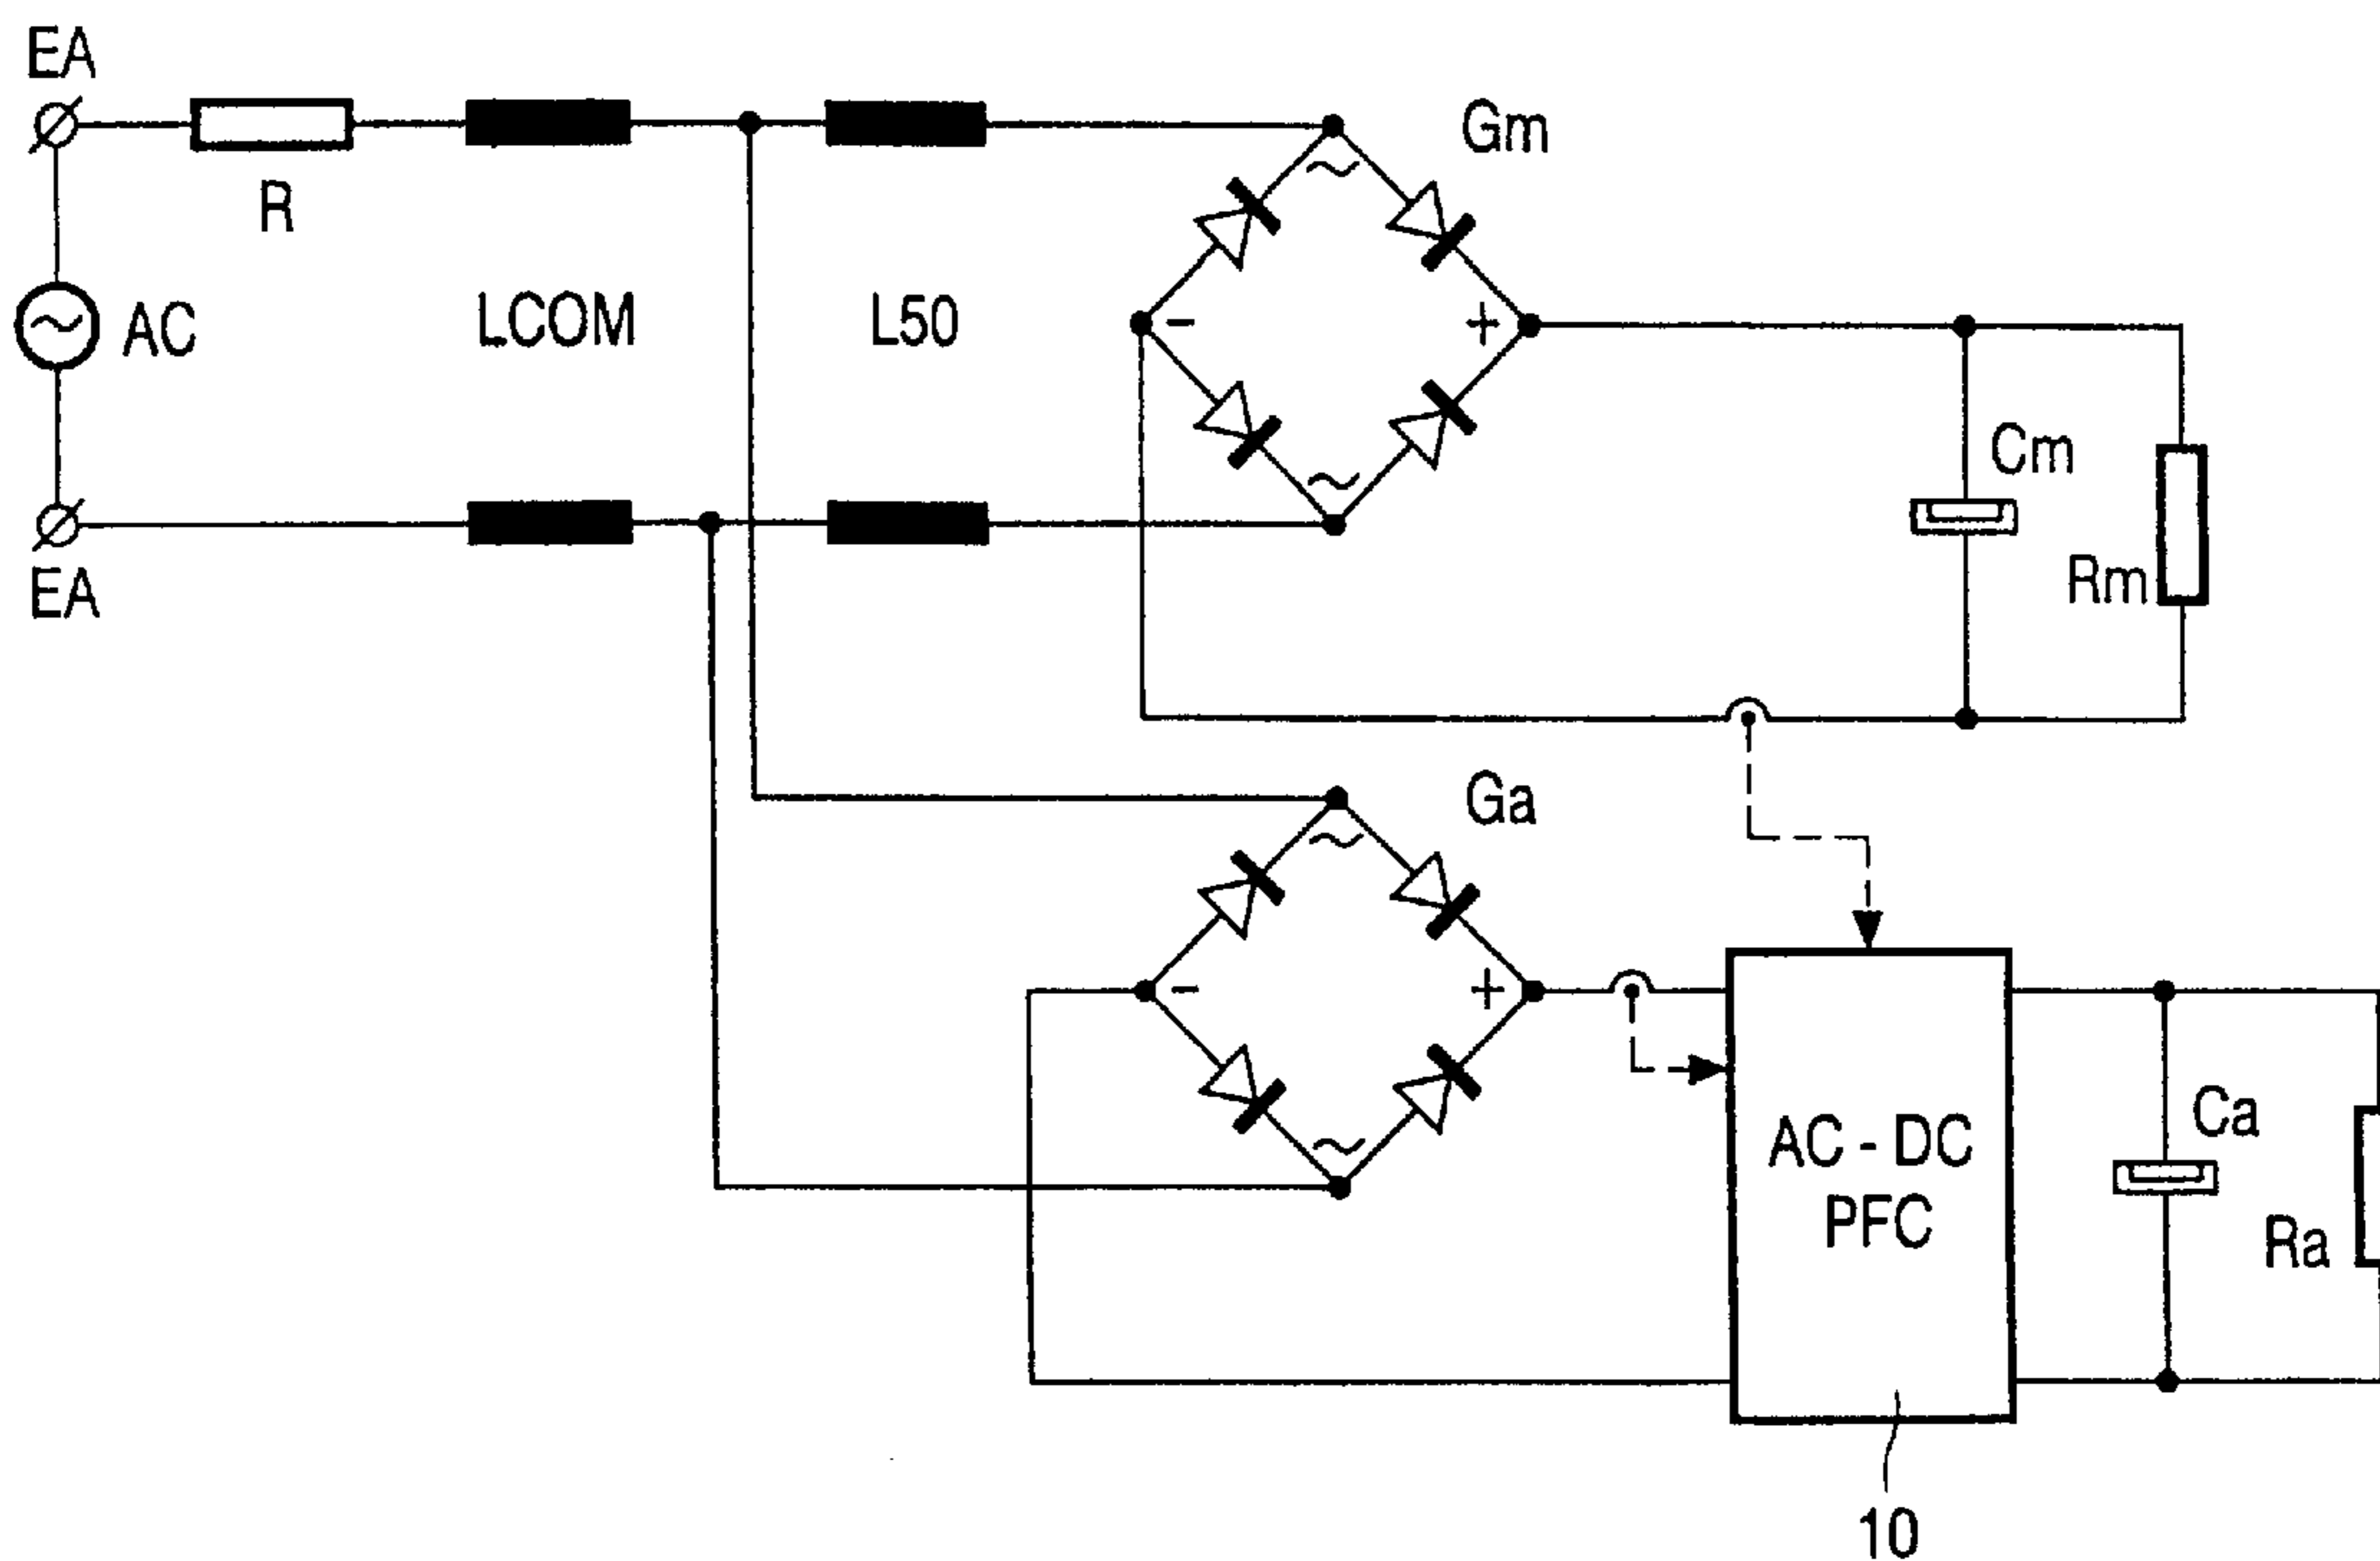 EA
Gm
R
AC
LCOM
L50
~
~
~
-
+
Cm
Rm
EA
Ga
~
~
-
+
AC - DC
PFC
Ca
Ra
10